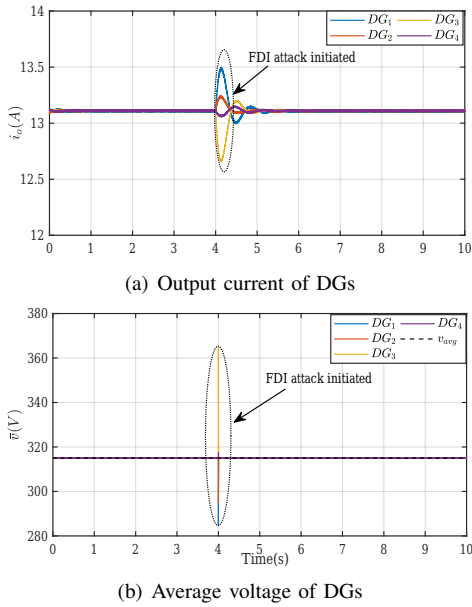 14
13.5
13
12.5
12
i_o(A)
DG_1 DG_3
DG_2 DG_4
FDI attack initiated
0 1 2 3 4 5 6 7 8 9 10
(a) Output current of DGs
380
360
340
320
300
280
v̄(V)
DG_1 DG_4
DG_2 v_avg
DG_3
FDI attack initiated
0 1 2 3 4 5 6 7 8 9 10
Time(s)
(b) Average voltage of DGs